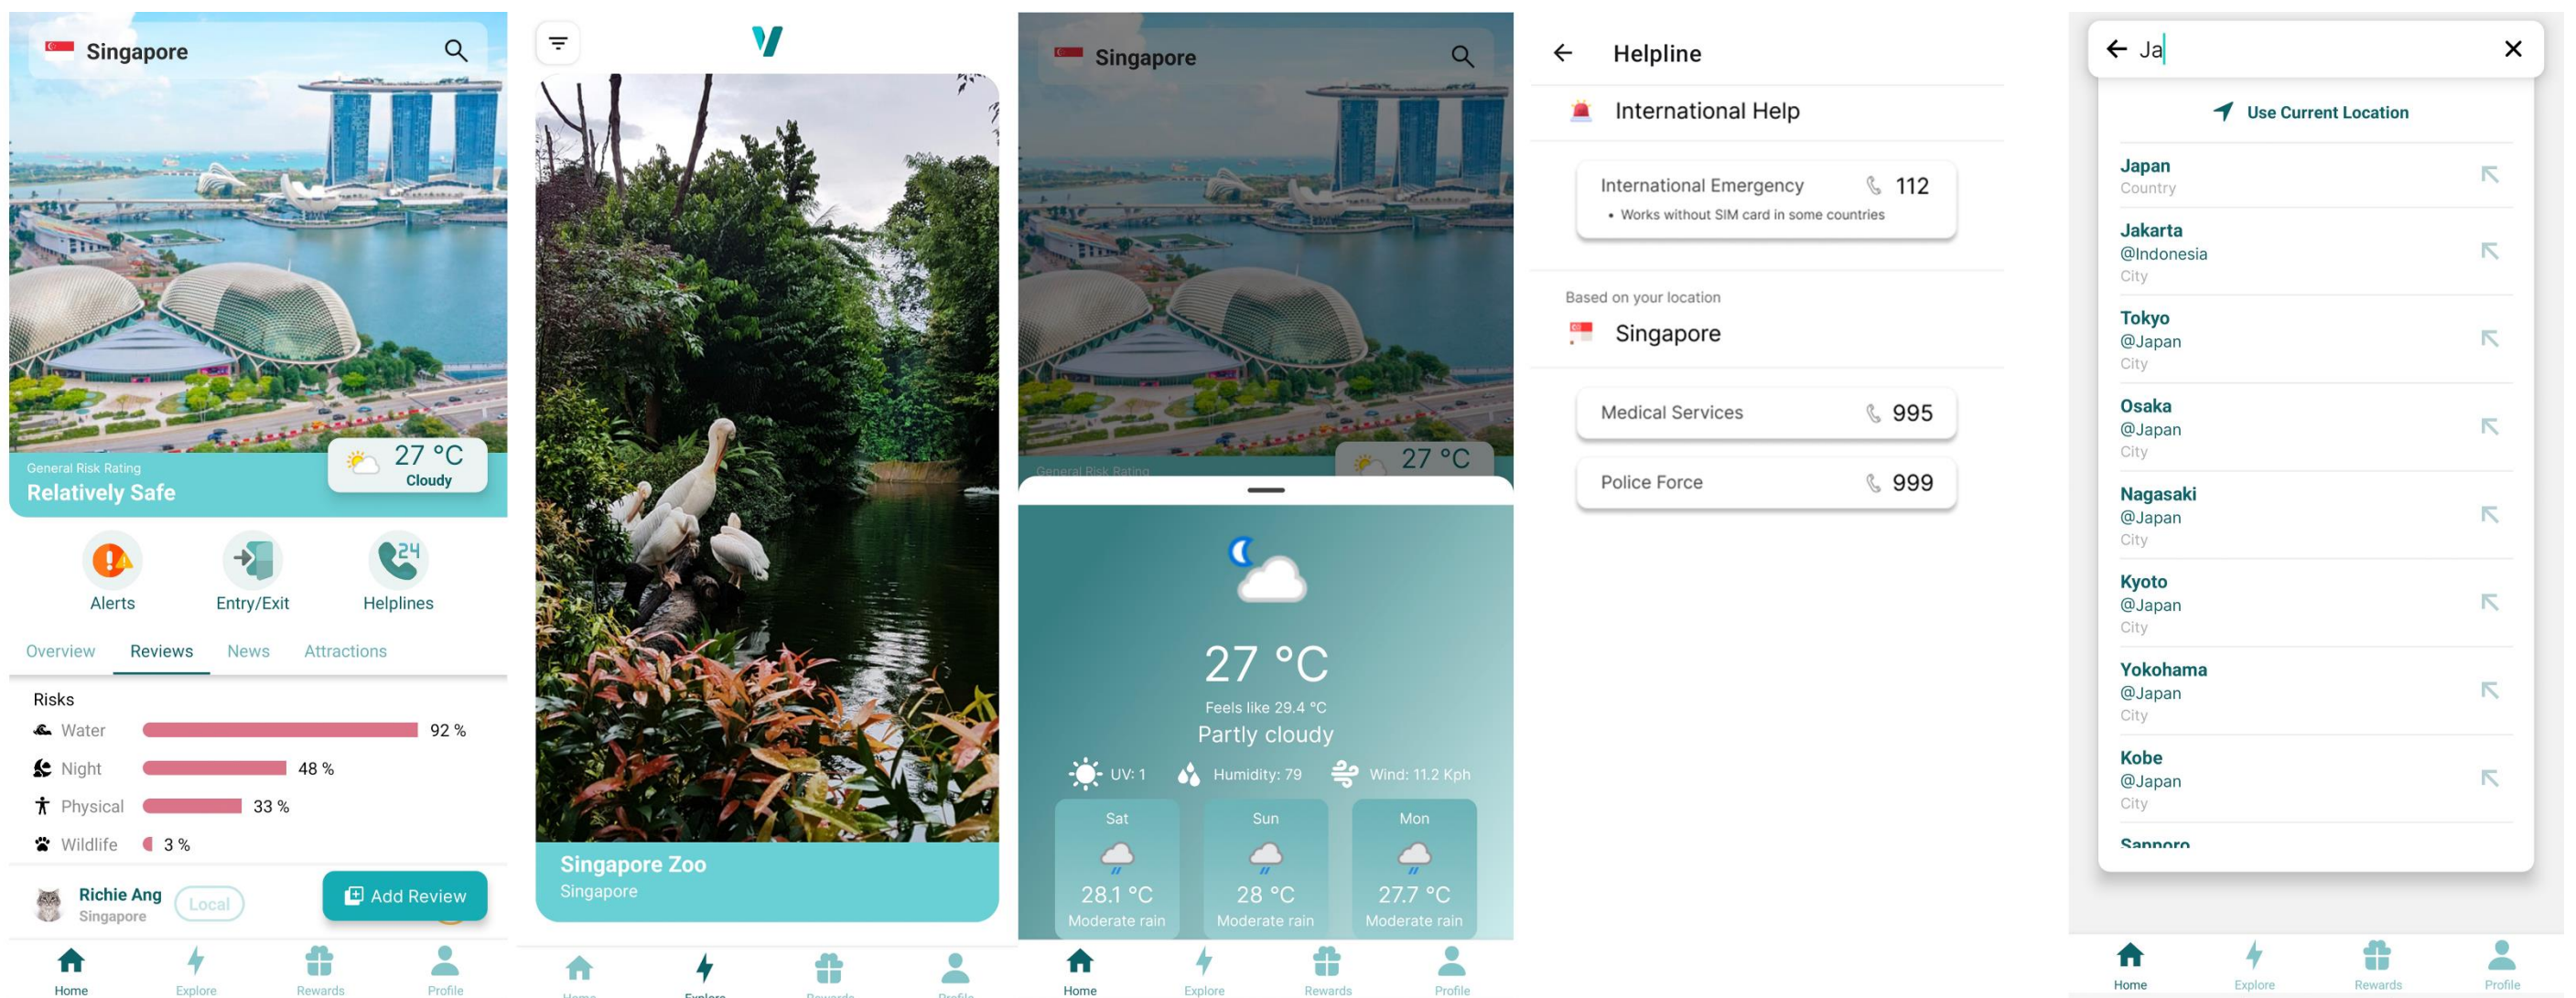 Singapore
General Risk Rating
Relatively Safe
27 °C
Cloudy
Alerts
Entry/Exit
24
Helplines
Overview
Reviews
News
Attractions
Risks
Water
92 %
Night
48 %
Physical
33 %
Wildlife
3 %
Richie Ang
Singapore
Local
Add Review
Home
Explore
Rewards
Profile
Singapore Zoo
Singapore
Home
Explore
Rewards
Profile
Singapore
General Risk Rating
27 °C
27 °C
Feels like 29.4 °C
Partly cloudy
UV: 1
Humidity: 79
Wind: 11.2 Kph
Sat
28.1 °C
Moderate rain
Sun
28 °C
Moderate rain
Mon
27.7 °C
Moderate rain
Home
Explore
Rewards
Profile
Helpline
International Help
International Emergency
112
• Works without SIM card in some countries
Based on your location
Singapore
Medical Services
995
Police Force
999
Ja
Use Current Location
Japan
Country
Jakarta
@Indonesia
City
Tokyo
@Japan
City
Osaka
@Japan
City
Nagasaki
@Japan
City
Kyoto
@Japan
City
Yokohama
@Japan
City
Kobe
@Japan
City
Sapporo
Home
Explore
Rewards
Profile